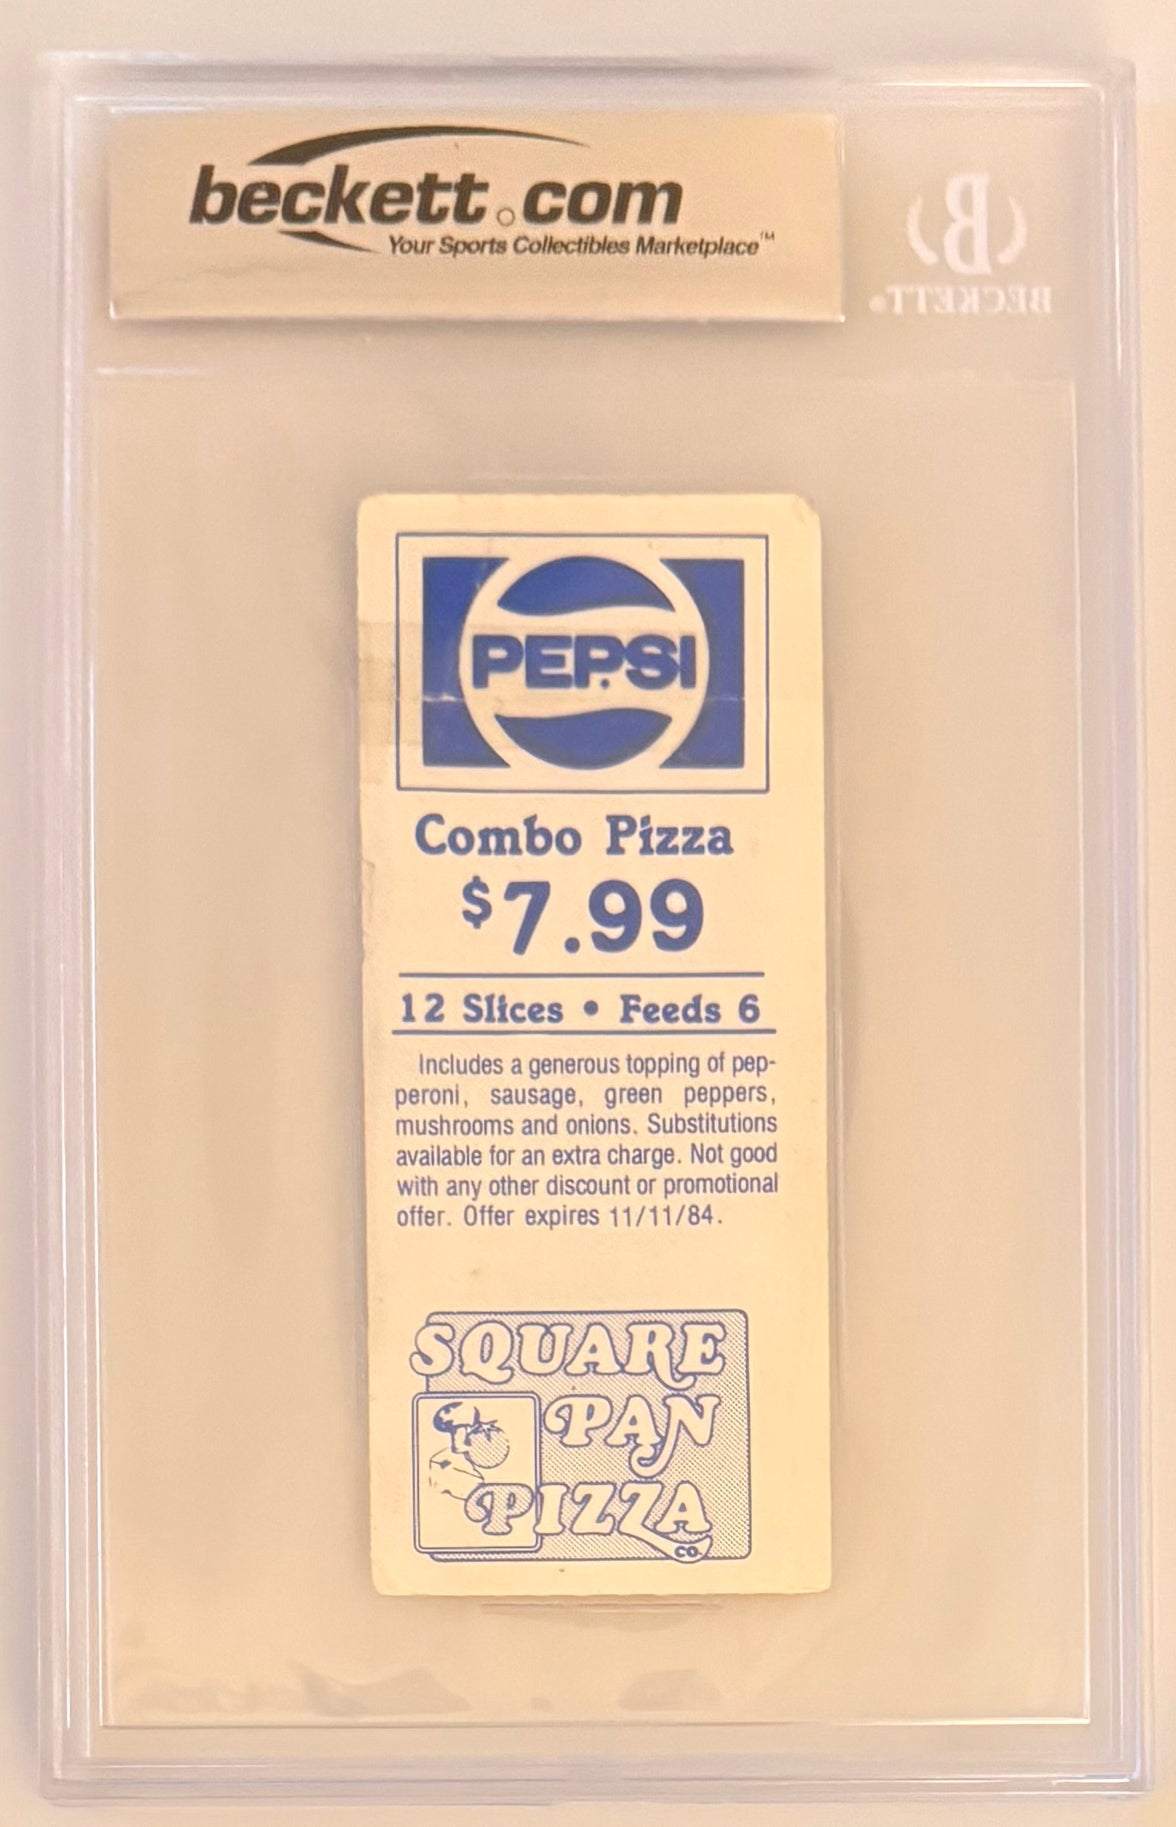 beckett.com
Your Sports Collectibles Marketplace™
B
BECKETT®
PEPSI
Combo Pizza
$7.99
12 Slices • Feeds 6
Includes a generous topping of pep-
peroni, sausage, green peppers,
mushrooms and onions. Substitutions
available for an extra charge. Not good
with any other discount or promotional
offer. Offer expires 11/11/84.
SQUARE
PAN
PIZZA
CO.